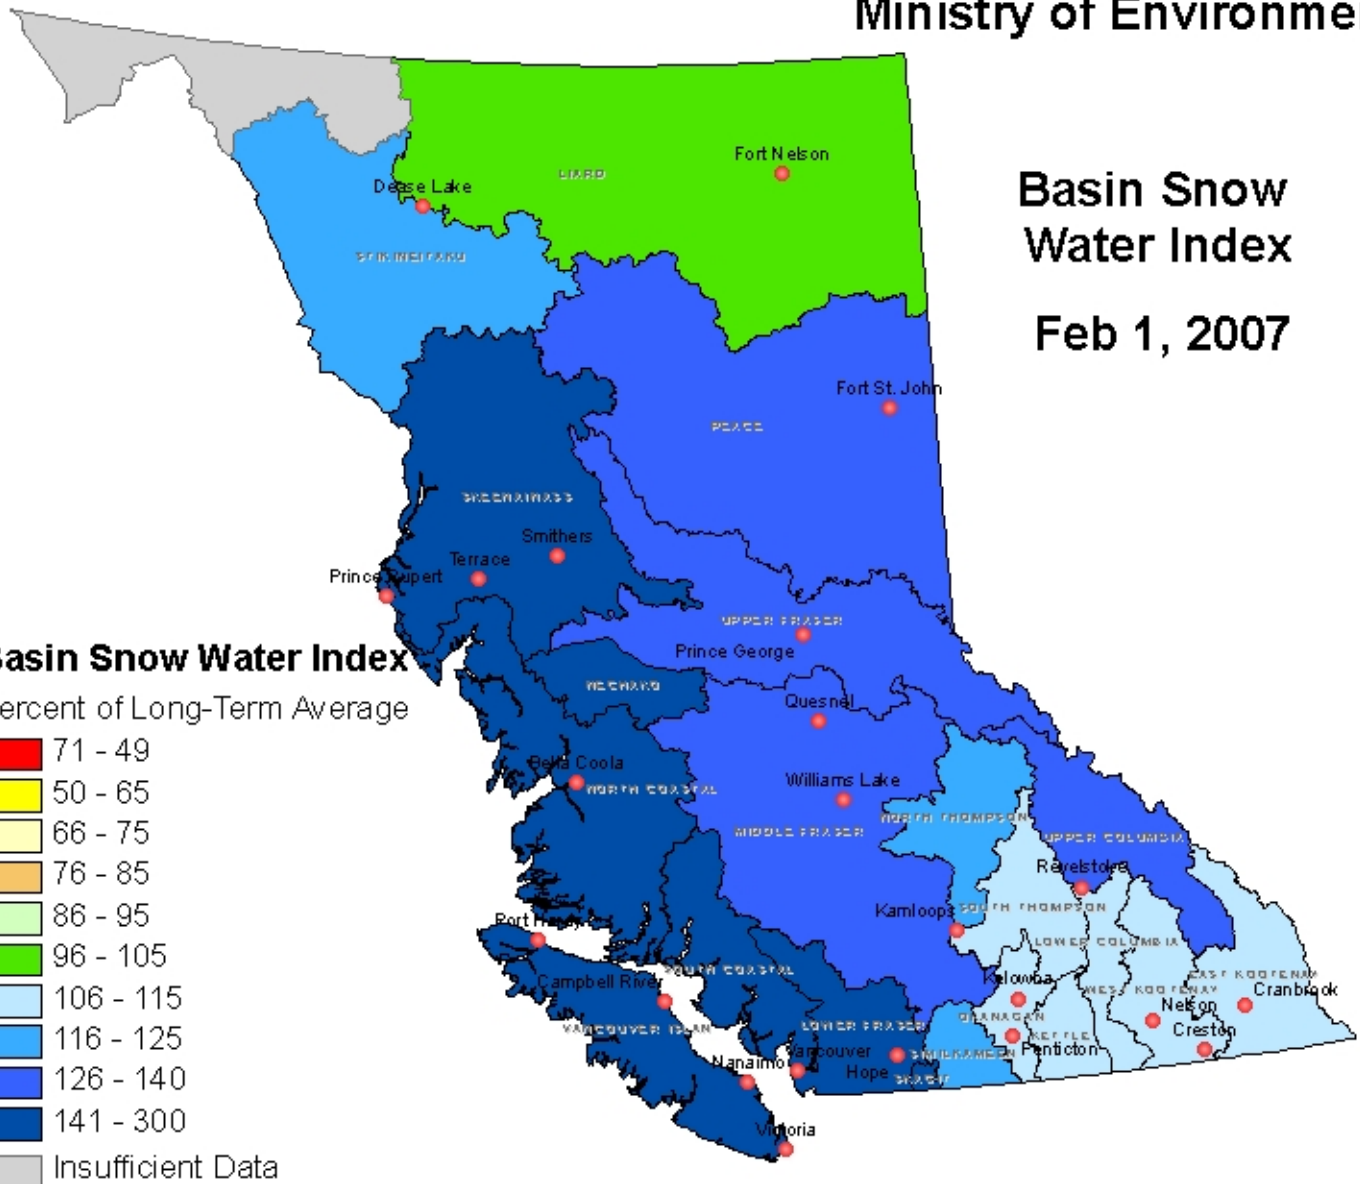 Ministry of Environme
Basin Snow
Water Index
Feb 1, 2007
Fort Nelson
LIARD
Dease Lake
Fort St. John
PEACE
Smithers
Terrace
Prince Rupert
UPPER FRASER
Prince George
NECHAKO
Quesnel
Bella Coola
NORTH COASTAL
Williams Lake
NORTH THOMPSON
MIDDLE FRASER
UPPER COLUMBIA
Revelstoke
Kamloops
SOUTH THOMPSON
Port
LOWER COLUMBIA
SOUTH COASTAL
EAST KOOTENAY
Campbell River
Kelowna
WEST KOOTENAY
Cranbrook
Nelson
OKANAGAN
VANCOUVER ISLAN
LOWER FRASER
Creston
KETTLE
Penticton
Vancouver
SIMILKAMEEN
Nanaimo
Hope
SKAGIT
Victoria
Basin Snow Water Index
ercent of Long-Term Average
71 - 49
50 - 65
66 - 75
76 - 85
86 - 95
96 - 105
106 - 115
116 - 125
126 - 140
141 - 300
Insufficient Data